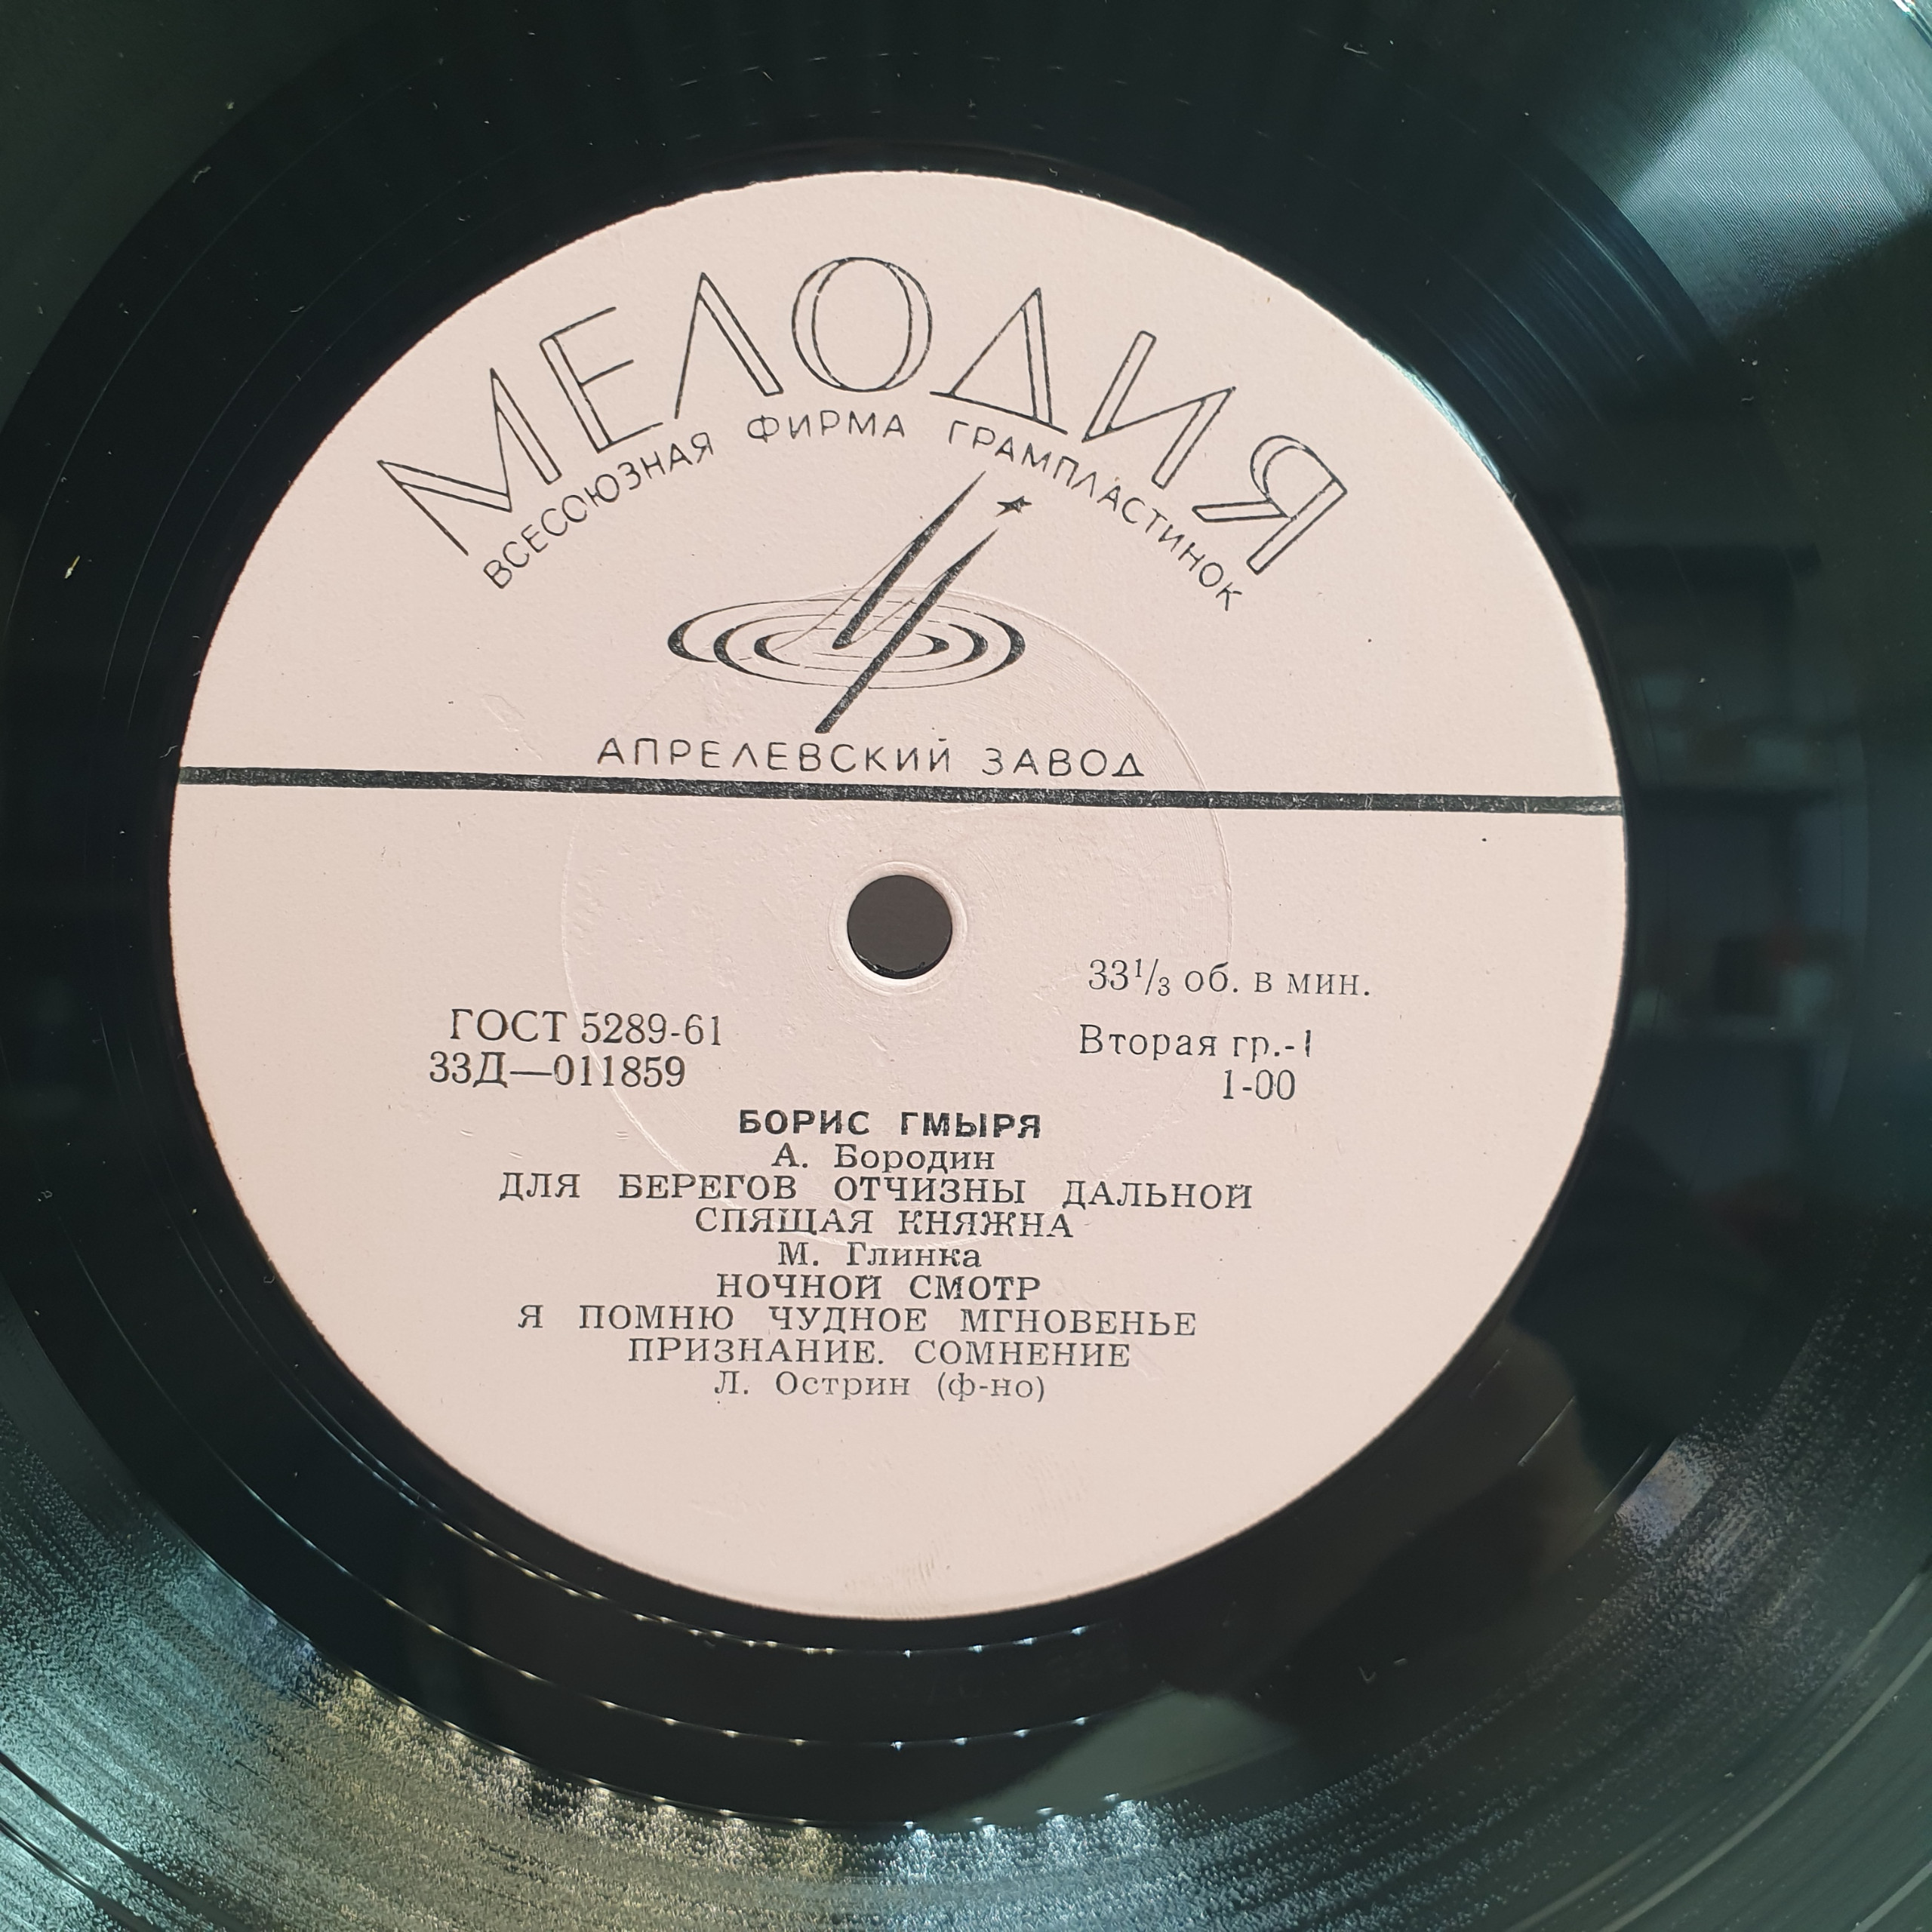 МЕЛОДИЯ
ВСЕСОЮЗНАЯ ФИРМА ГРАМПЛАСТИНОК
АПРЕЛЕВСКИЙ ЗАВОД
33¹/₃ об. в мин.
ГОСТ 5289-61
33Д—011859
Вторая гр.-1
1-00
БОРИС ГМЫРЯ
А. Бородин
ДЛЯ БЕРЕГОВ ОТЧИЗНЫ ДАЛЬНОЙ
СПЯЩАЯ КНЯЖНА
М. Глинка
НОЧНОЙ СМОТР
Я ПОМНЮ ЧУДНОЕ МГНОВЕНЬЕ
ПРИЗНАНИЕ. СОМНЕНИЕ
Л. Острин (ф-но)